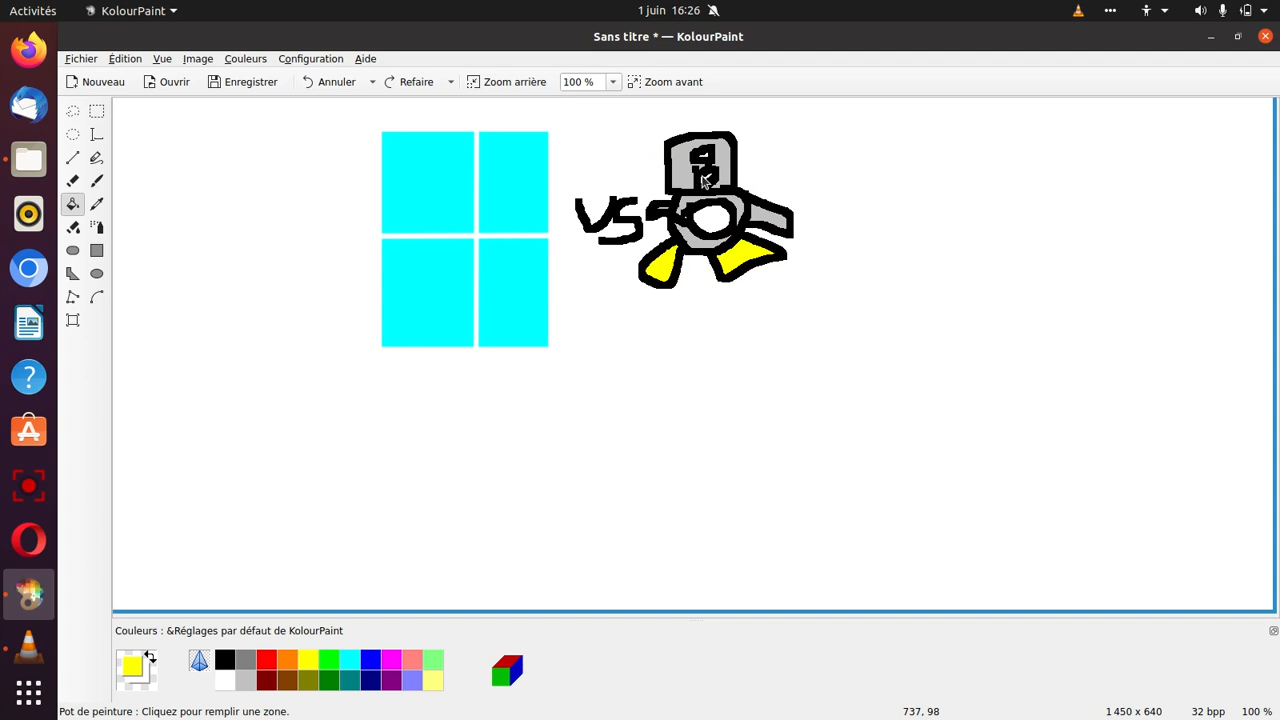 Activités
KolourPaint
1 juin 16:26
Sans titre * — KolourPaint
Fichier Édition Vue Image Couleurs Configuration Aide
Nouveau Ouvrir Enregistrer Annuler Refaire Zoom arrière 100 % Zoom avant
VS
Couleurs : &Réglages par défaut de KolourPaint
Pot de peinture : Cliquez pour remplir une zone. 737, 98 1 450 x 640 32 bpp 100 %